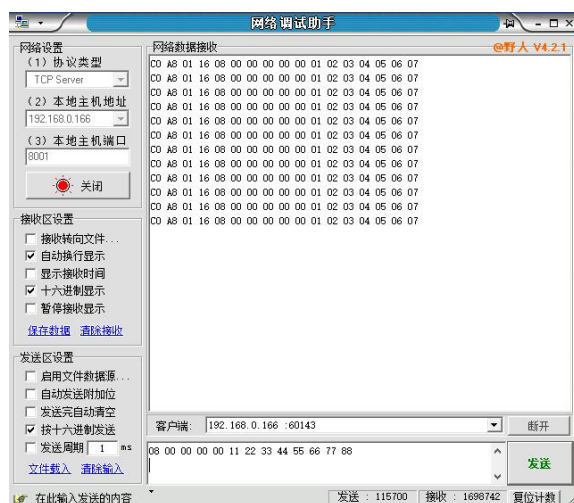 网络调试助手
网络设置
(1) 协议类型
TCP Server
(2) 本地主机地址
192.168.0.166
(3) 本地主机端口
8001
关闭
接收区设置
接收转向文件...
自动换行显示
显示接收时间
十六进制显示
暂停接收显示
保存数据 清除接收
发送区设置
启用文件数据源...
自动发送附加位
发送完自动清空
按十六进制发送
发送周期 1 ms
文件载入 清除输入
网络数据接收
@野人 V4.2.1
C0 A8 01 16 08 00 00 00 00 01 02 03 04 05 06 07
C0 A8 01 16 08 00 00 00 00 01 02 03 04 05 06 07
C0 A8 01 16 08 00 00 00 00 01 02 03 04 05 06 07
C0 A8 01 16 08 00 00 00 00 01 02 03 04 05 06 07
C0 A8 01 16 08 00 00 00 00 01 02 03 04 05 06 07
C0 A8 01 16 08 00 00 00 00 01 02 03 04 05 06 07
C0 A8 01 16 08 00 00 00 00 01 02 03 04 05 06 07
C0 A8 01 16 08 00 00 00 00 01 02 03 04 05 06 07
C0 A8 01 16 08 00 00 00 00 01 02 03 04 05 06 07
C0 A8 01 16 08 00 00 00 00 01 02 03 04 05 06 07
C0 A8 01 16 08 00 00 00 00 01 02 03 04 05 06 07
C0 A8 01 16 08 00 00 00 00 01 02 03 04 05 06 07
客户端: 192.168.0.166 :60143 断开
08 00 00 00 00 11 22 33 44 55 66 77 88
发送
在此输入发送的内容 发送 : 115700 接收 : 1698742 复位计数